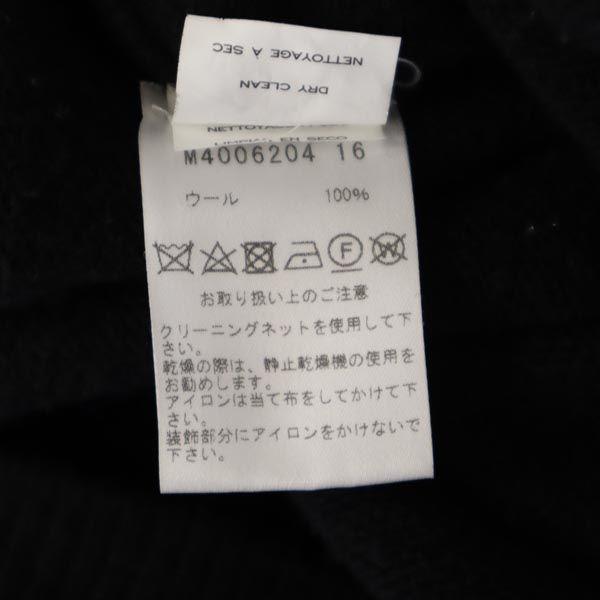 NETTOYAGE À SEC
DRY CLEAN
NETTOYAG
EN SECO
M4006204 16
ウール 100%
F
W
お取り扱い上のご注意
クリーニングネットを使用して下
さい。
乾燥の際は、静止乾燥機の使用を
お勧めします。
アイロンは当て布をしてかけて下
さい。
装飾部分にアイロンをかけないで
下さい。